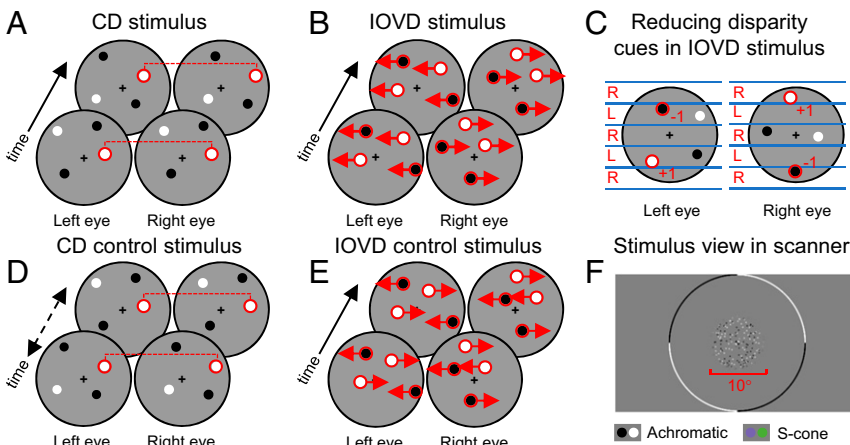 A CD stimulus
time
Left eye Right eye
B IOVD stimulus
time
Left eye Right eye
C Reducing disparity
cues in IOVD stimulus
R R
L -1 L +1
R R
L L
R +1 R -1
Left eye Right eye
D CD control stimulus
time
Left eye Right eye
E IOVD control stimulus
time
Left eye Right eye
Stimulus view in scanner
F
10°
Achromatic S-cone